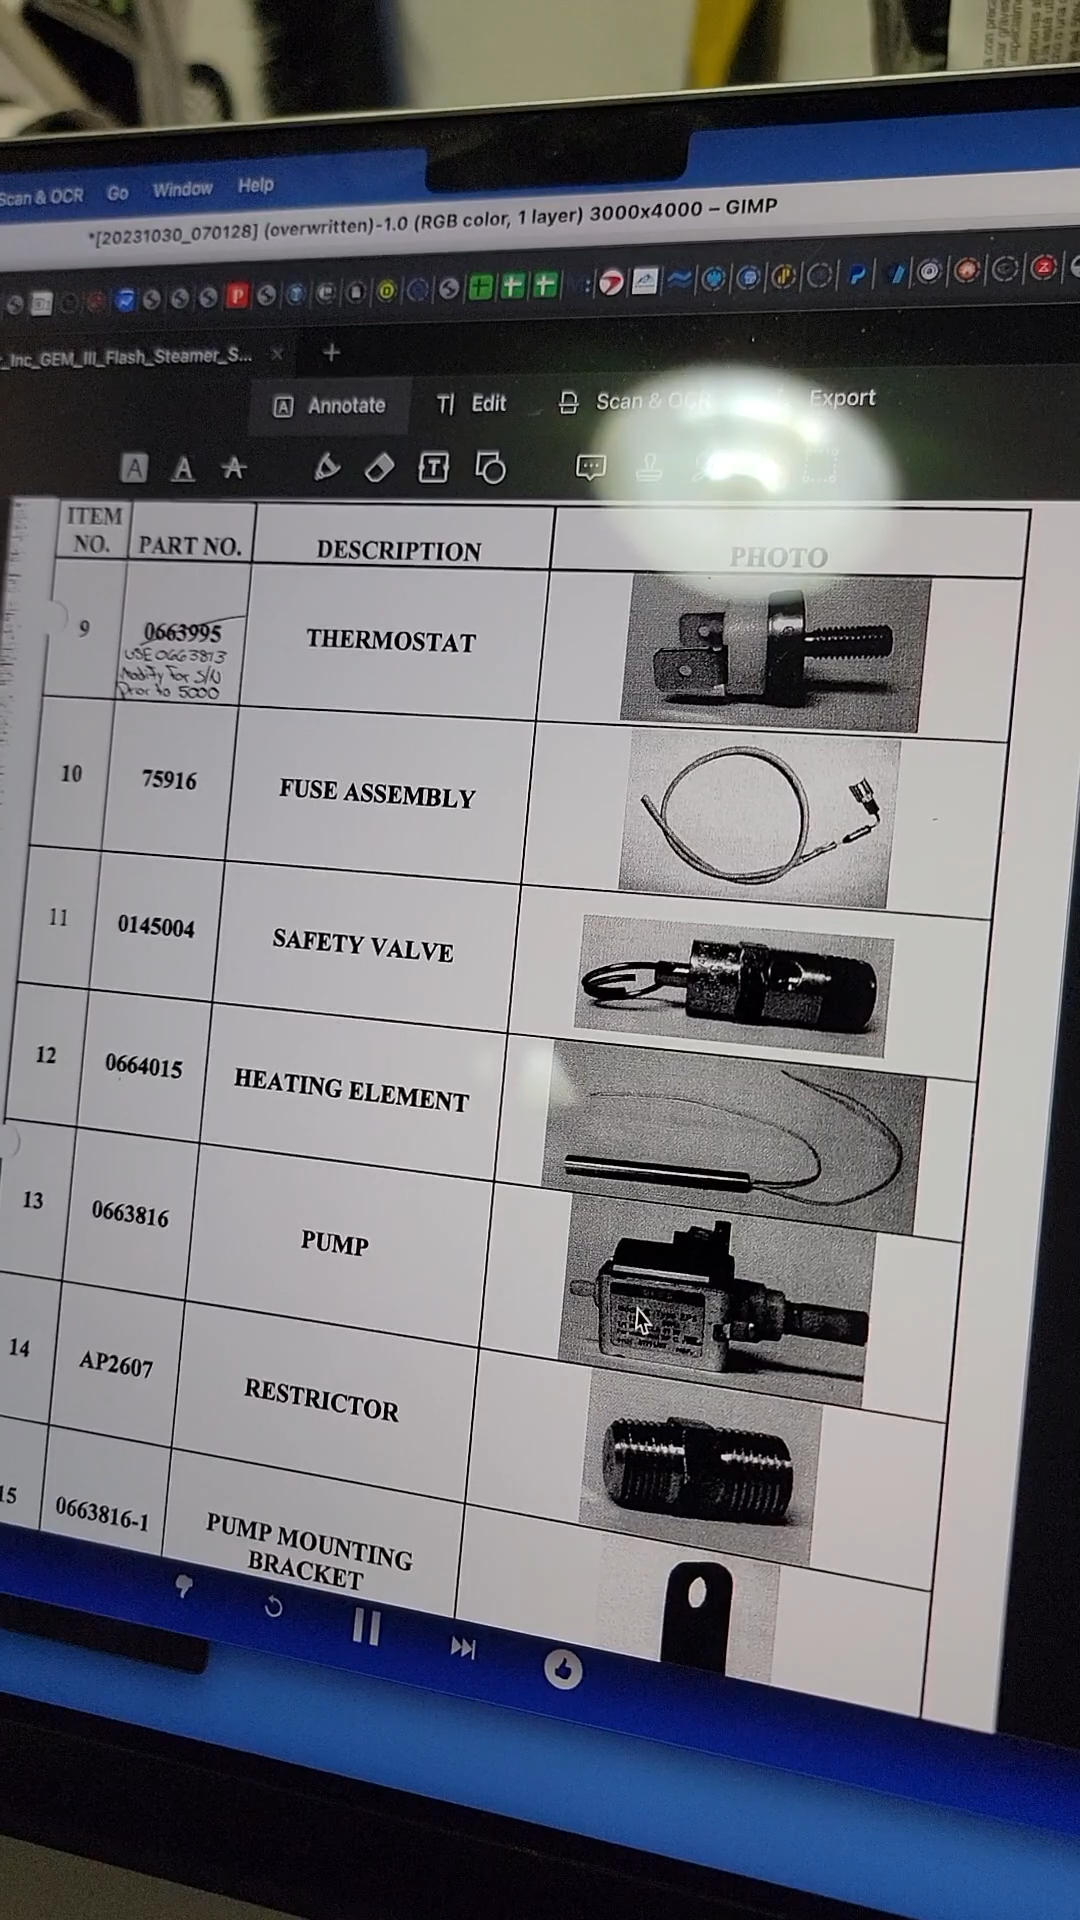 Scan & OCR Go Window Help
*[20231030_070128] (overwritten)-1.0 (RGB color, 1 layer) 3000x4000 – GIMP
_Inc_GEM_III_Flash_Steamer_S... × +
Annotate Edit Scan & OCR Export
ITEM NO. PART NO. DESCRIPTION PHOTO
9 0663995 THERMOSTAT
USE 0663813
Modify For S/N
Prior to 5000
10 75916 FUSE ASSEMBLY
11 0145004 SAFETY VALVE
12 0664015 HEATING ELEMENT
13 0663816 PUMP
14 AP2607 RESTRICTOR
15 0663816-1 PUMP MOUNTING
BRACKET